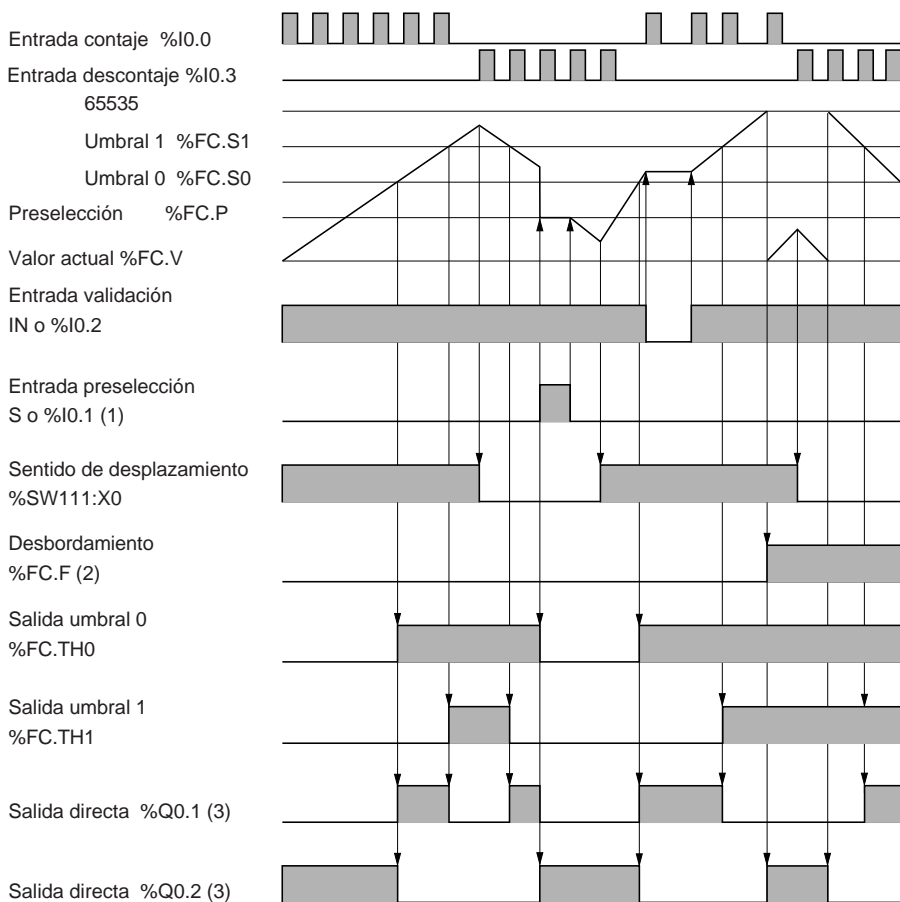 Entrada contaje %I0.0
Entrada descontaje %I0.3
65535
Umbral 1 %FC.S1
Umbral 0 %FC.S0
Preselección %FC.P
Valor actual %FC.V
Entrada validación
IN o %I0.2
Entrada preselección
S o %I0.1 (1)
Sentido de desplazamiento
%SW111:X0
Desbordamiento
%FC.F (2)
Salida umbral 0
%FC.TH0
Salida umbral 1
%FC.TH1
Salida directa %Q0.1 (3)
Salida directa %Q0.2 (3)